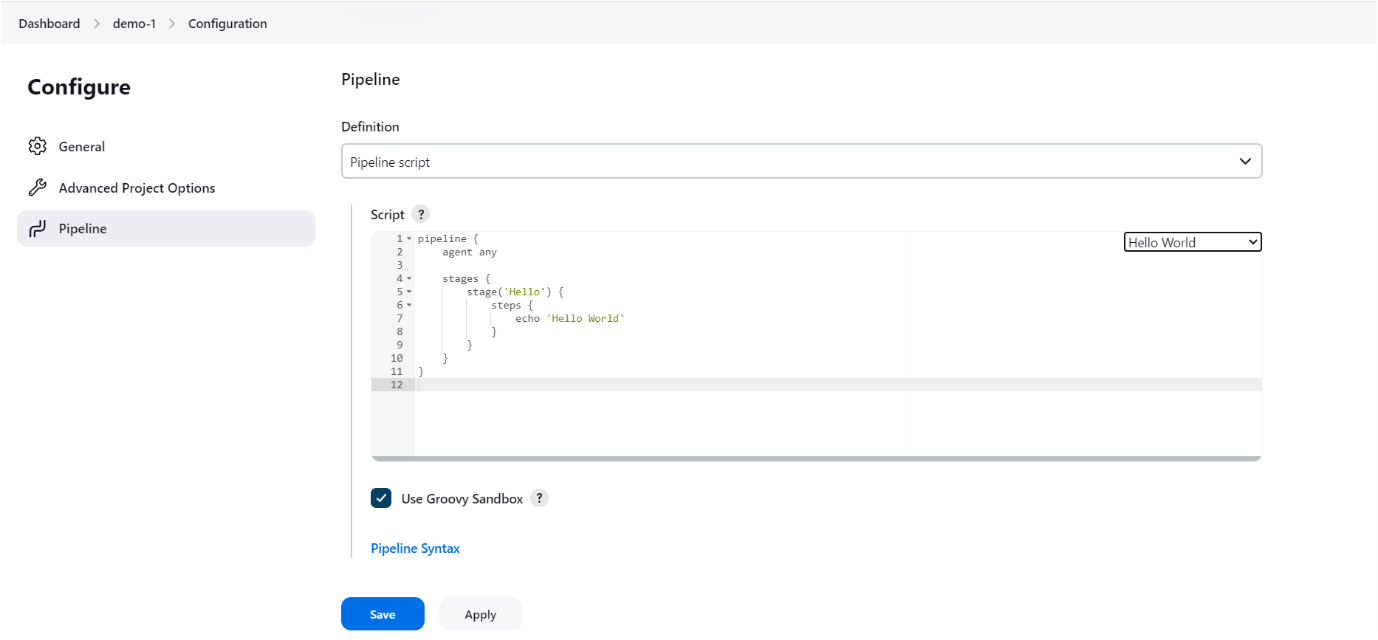 Dashboard > demo-1 > Configuration
Configure
General
Advanced Project Options
Pipeline
Pipeline
Definition
Pipeline script
Script ?
Hello World
1 pipeline {
2     agent any
3
4     stages {
5         stage('Hello') {
6             steps {
7                 echo 'Hello World'
8             }
9         }
10     }
11 }
12
Use Groovy Sandbox ?
Pipeline Syntax
Save Apply